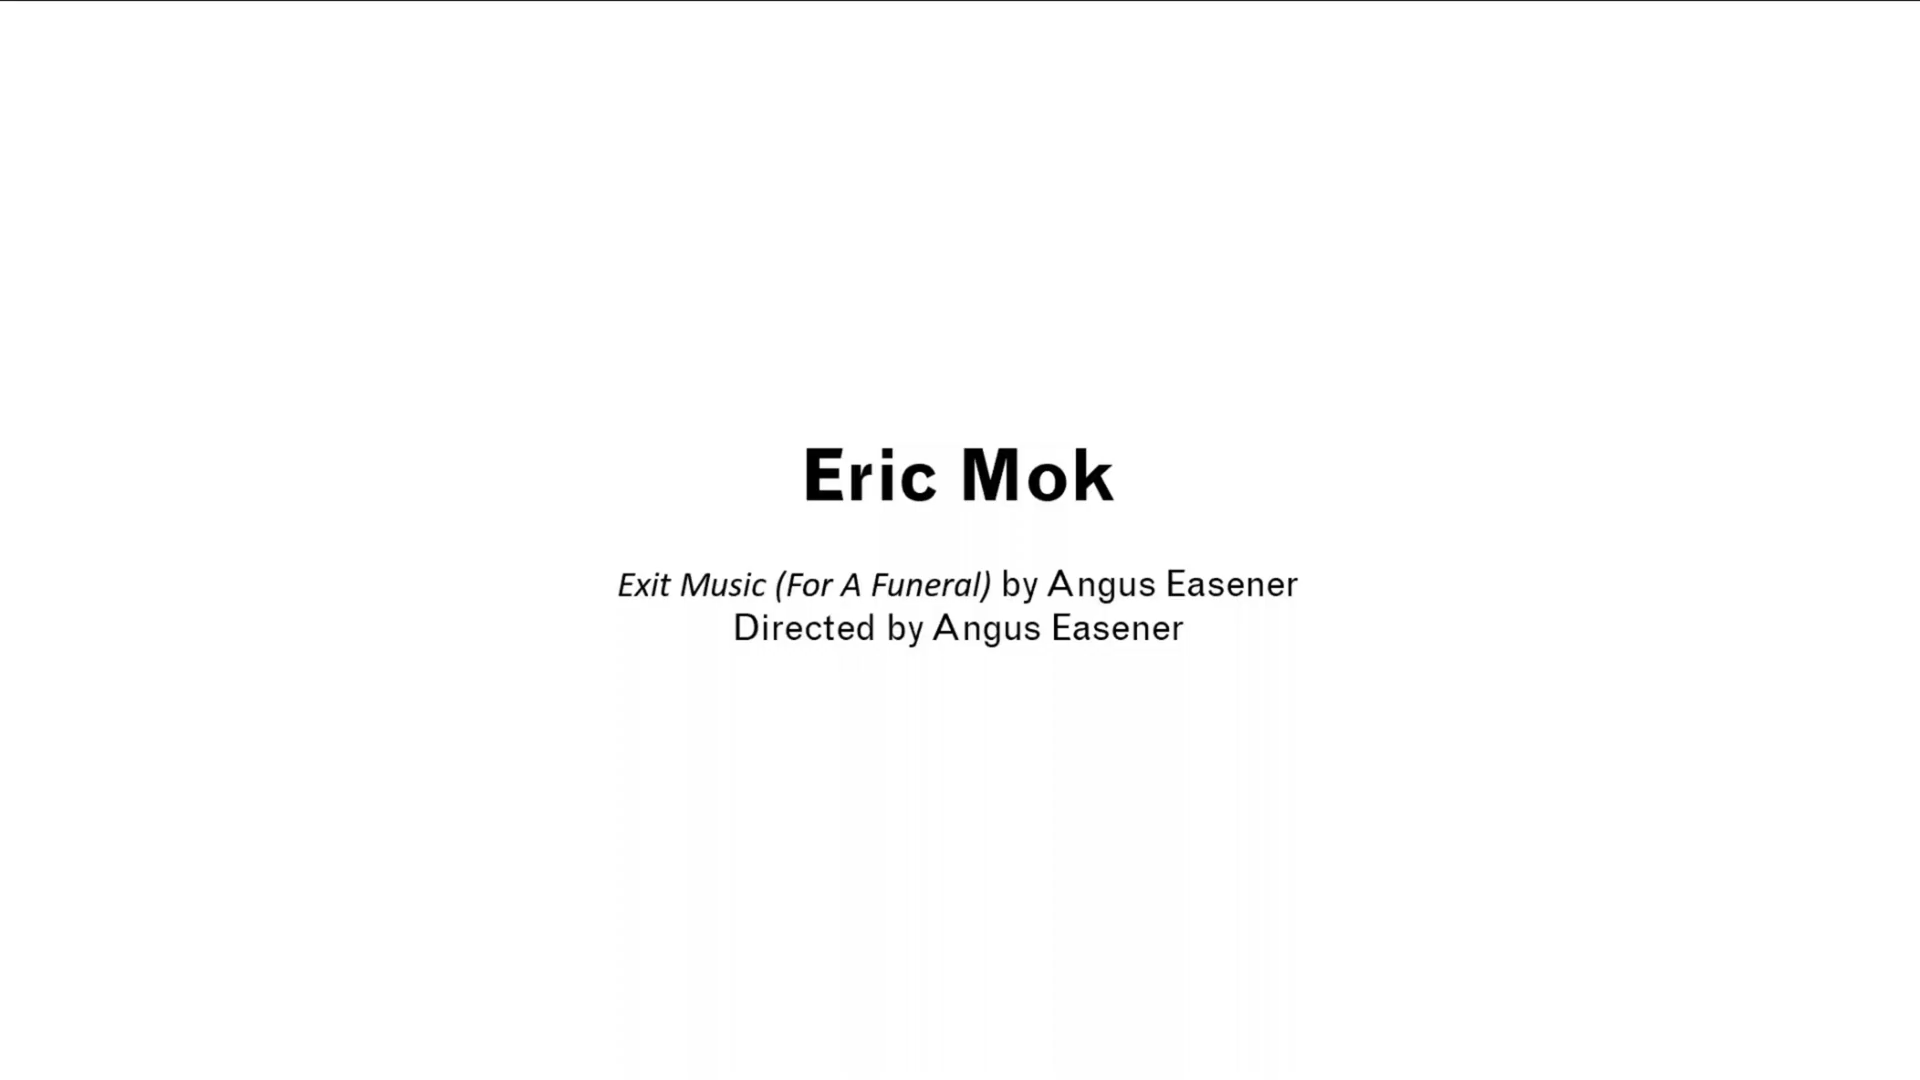 Eric Mok
Exit Music (For A Funeral) by Angus Easener
Directed by Angus Easener